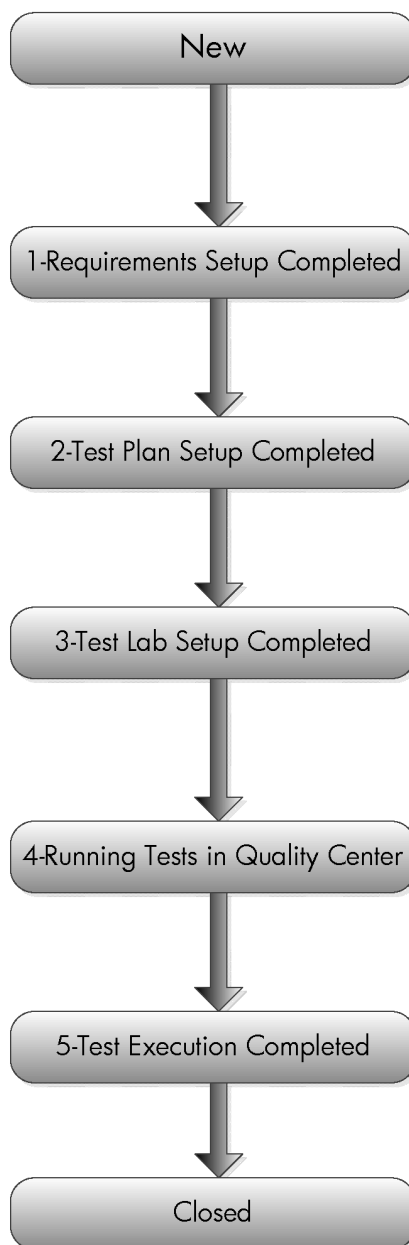 New
1-Requirements Setup Completed
2-Test Plan Setup Completed
3-Test Lab Setup Completed
4-Running Tests in Quality Center
5-Test Execution Completed
Closed